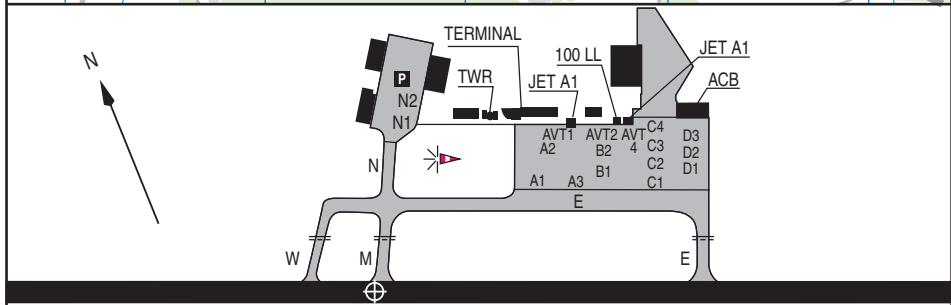 N
TERMINAL
JET A1
100 LL
TWR
JET A1
ACB
P
N2
N1
AVT1
AVT2
AVT
4
A2
B2
B1
A1
A3
C4
C3
C2
C1
D3
D2
D1
N
E
W
M
E